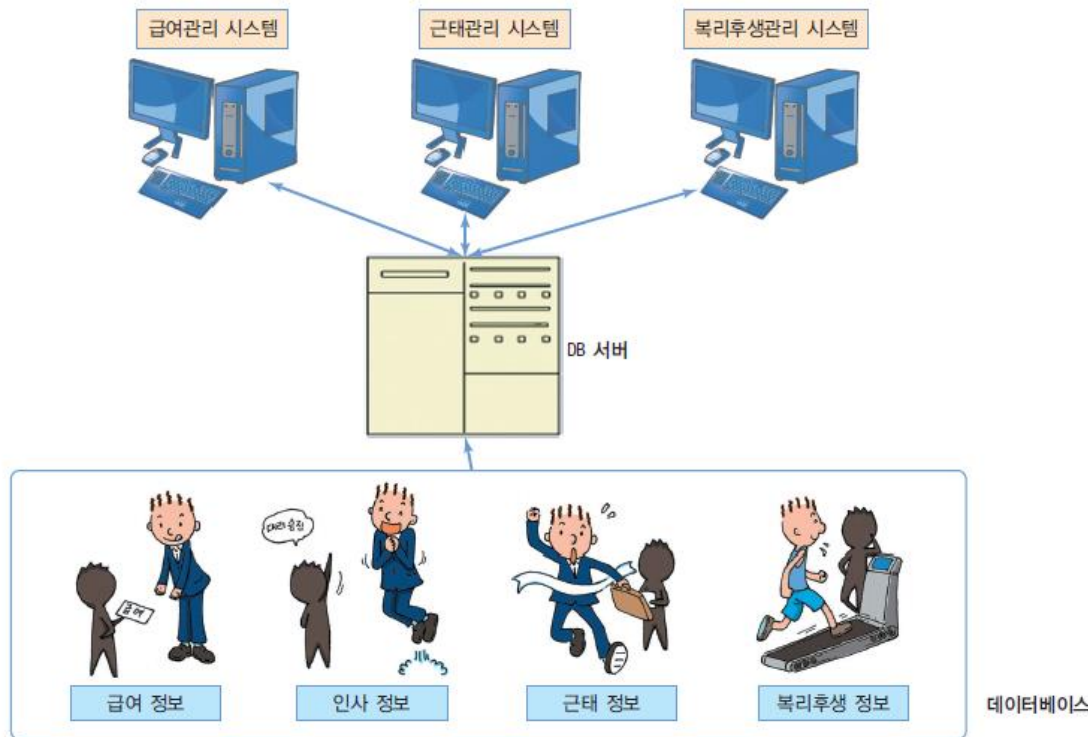 급여관리 시스템
근태관리 시스템
복리후생관리 시스템
DB 서버
대리승진
급여
급여 정보
인사 정보
근태 정보
복리후생 정보
데이터베이스